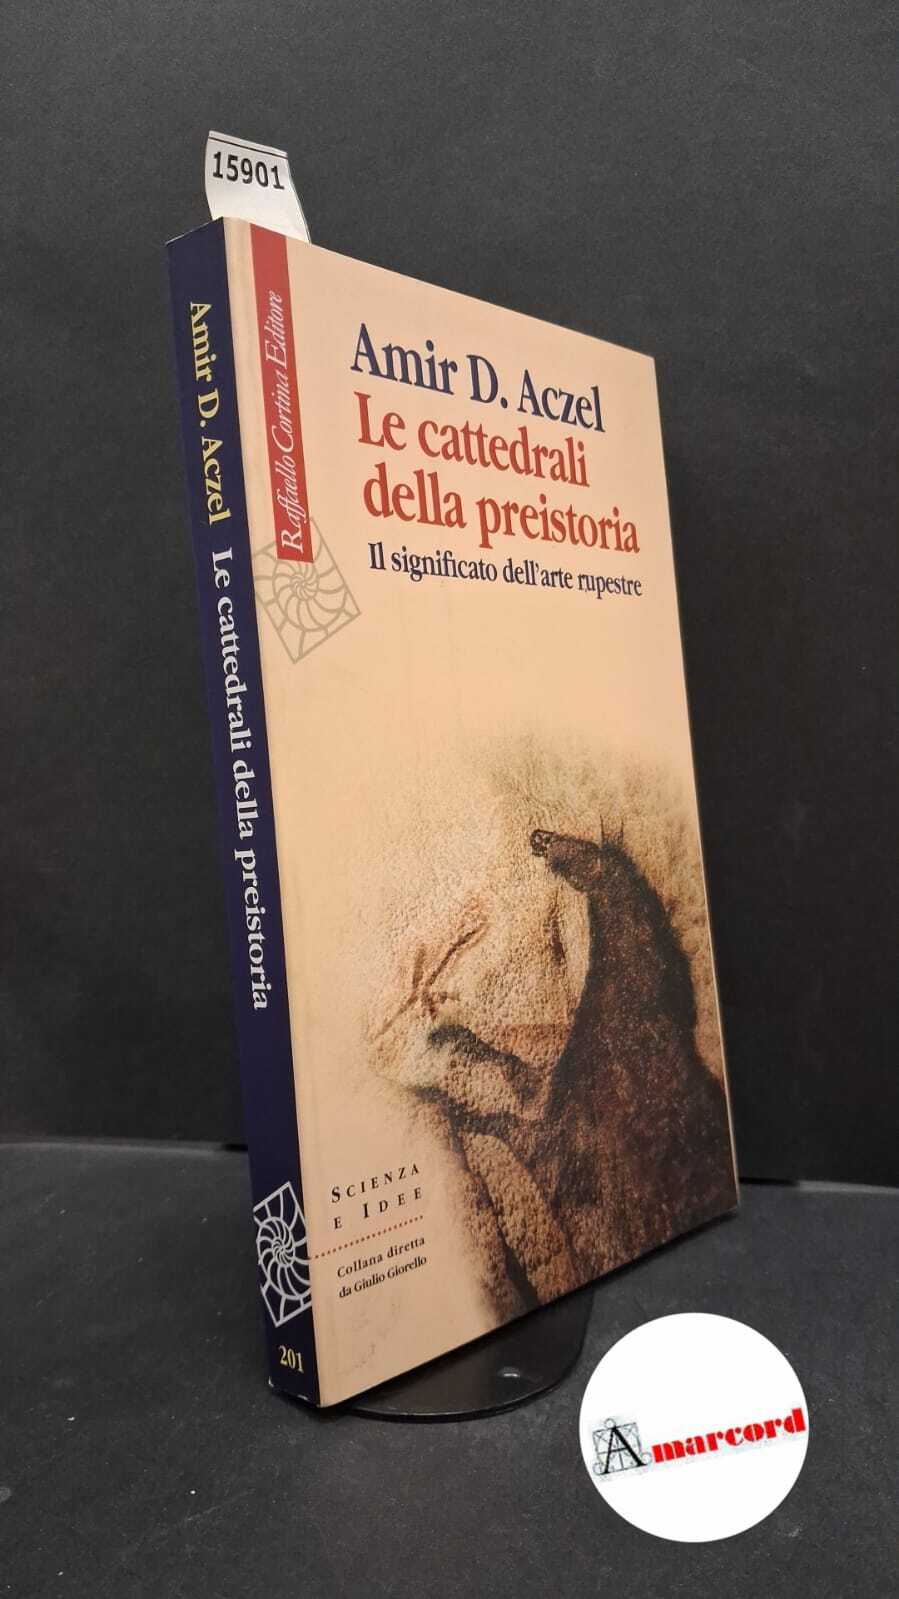 15901
Amir D. Aczel Le cattedrali della preistoria
201
Raffaello Cortina Editore
Amir D. Aczel
Le cattedrali
della preistoria
Il significato dell'arte rupestre
SCIENZA
E IDEE
Collana diretta
da Giulio Giorello
Amarcord